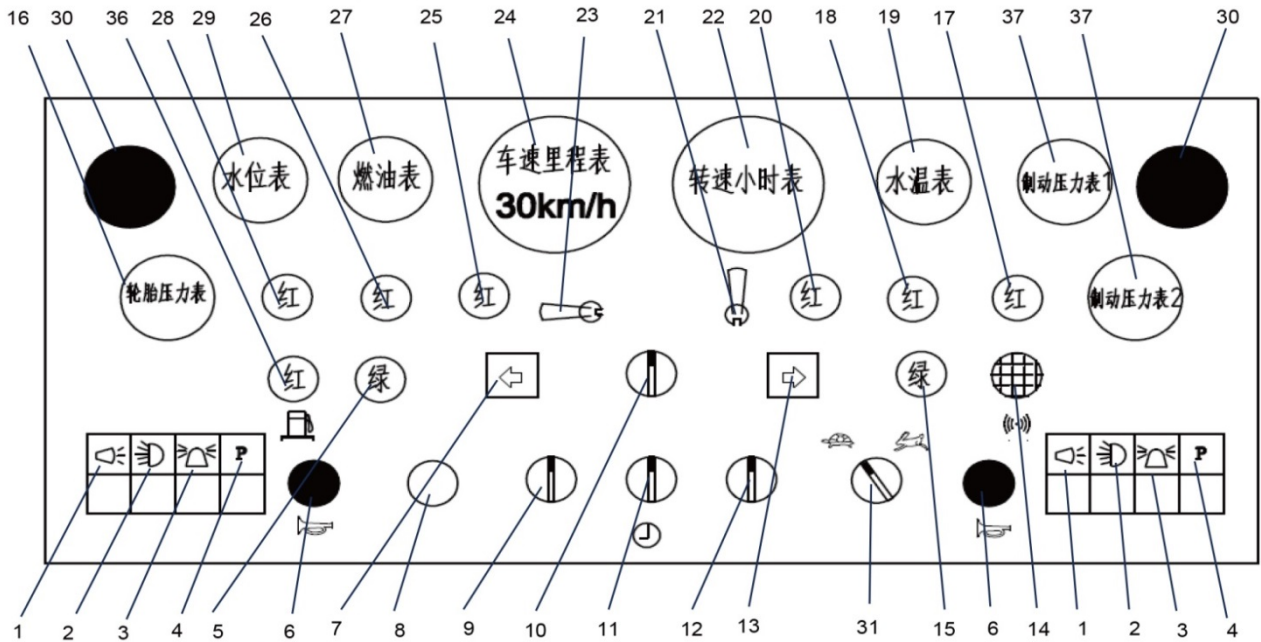 16 30 36 28 29 26 27 25 24 23 21 22 20 18 19 17 37 37 30
水位表 燃油表 车速里程表 转速小时表 水温表 制动压力表1
30km/h
轮胎压力表 红 红 红 红 红 红 制动压力表2
红 绿 绿
P P
1 2 3 4 5 6 7 8 9 10 11 12 13 31 15 6 14 1 2 3 4